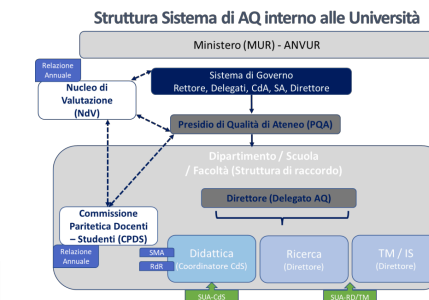 Struttura Sistema di AQ interno alle Università
Ministero (MUR) - ANVUR
Relazione
Annuale
Nucleo di
Valutazione
(NdV)
Sistema di Governo
Rettore, Delegati, CdA, SA, Direttore
Presidio di Qualità di Ateneo (PQA)
Dipartimento / Scuola
/ Facoltà (Struttura di raccordo)
Direttore (Delegato AQ)
Commissione
Paritetica Docenti
– Studenti (CPDS)
Relazione
Annuale
SMA
RdR
Didattica
(Coordinatore CdS)
Ricerca
(Direttore)
TM / IS
(Direttore)
SUA-CdS
SUA-RD/TM